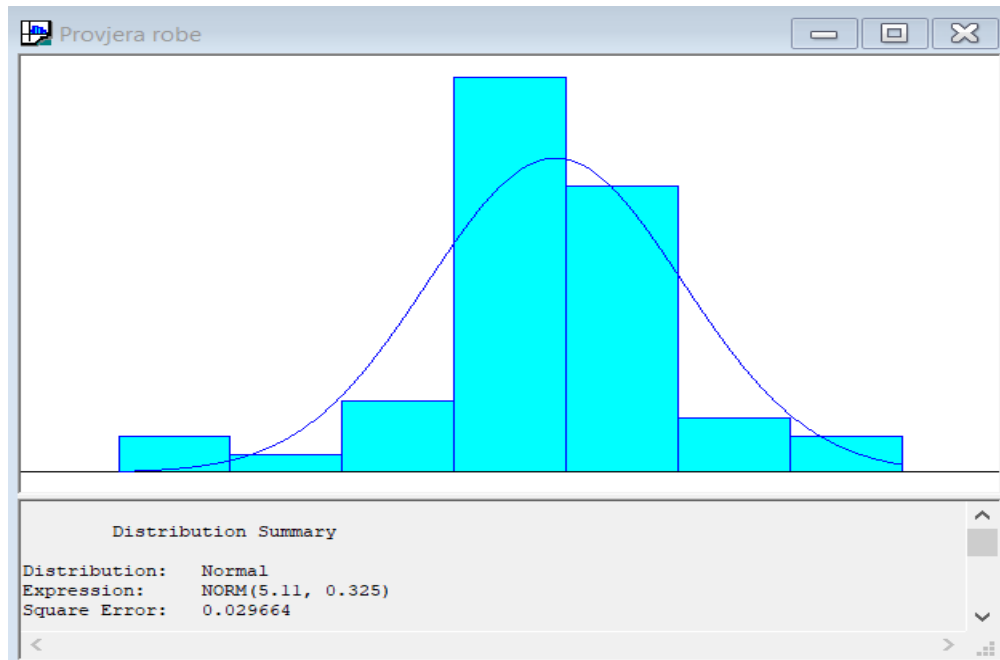 Provjera robe
Distribution Summary
Distribution: Normal
Expression: NORM(5.11, 0.325)
Square Error: 0.029664